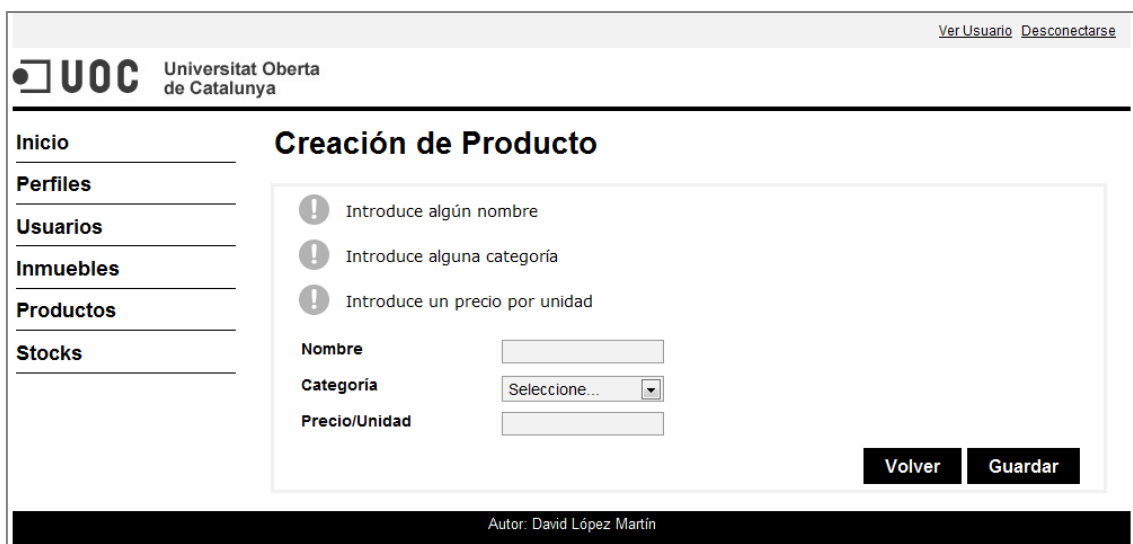 Ver Usuario Desconectarse
UOC Universitat Oberta
de Catalunya
Inicio
Perfiles
Usuarios
Inmuebles
Productos
Stocks
Creación de Producto
Introduce algún nombre
Introduce alguna categoría
Introduce un precio por unidad
Nombre
Categoría Seleccione...
Precio/Unidad
Volver Guardar
Autor: David López Martín